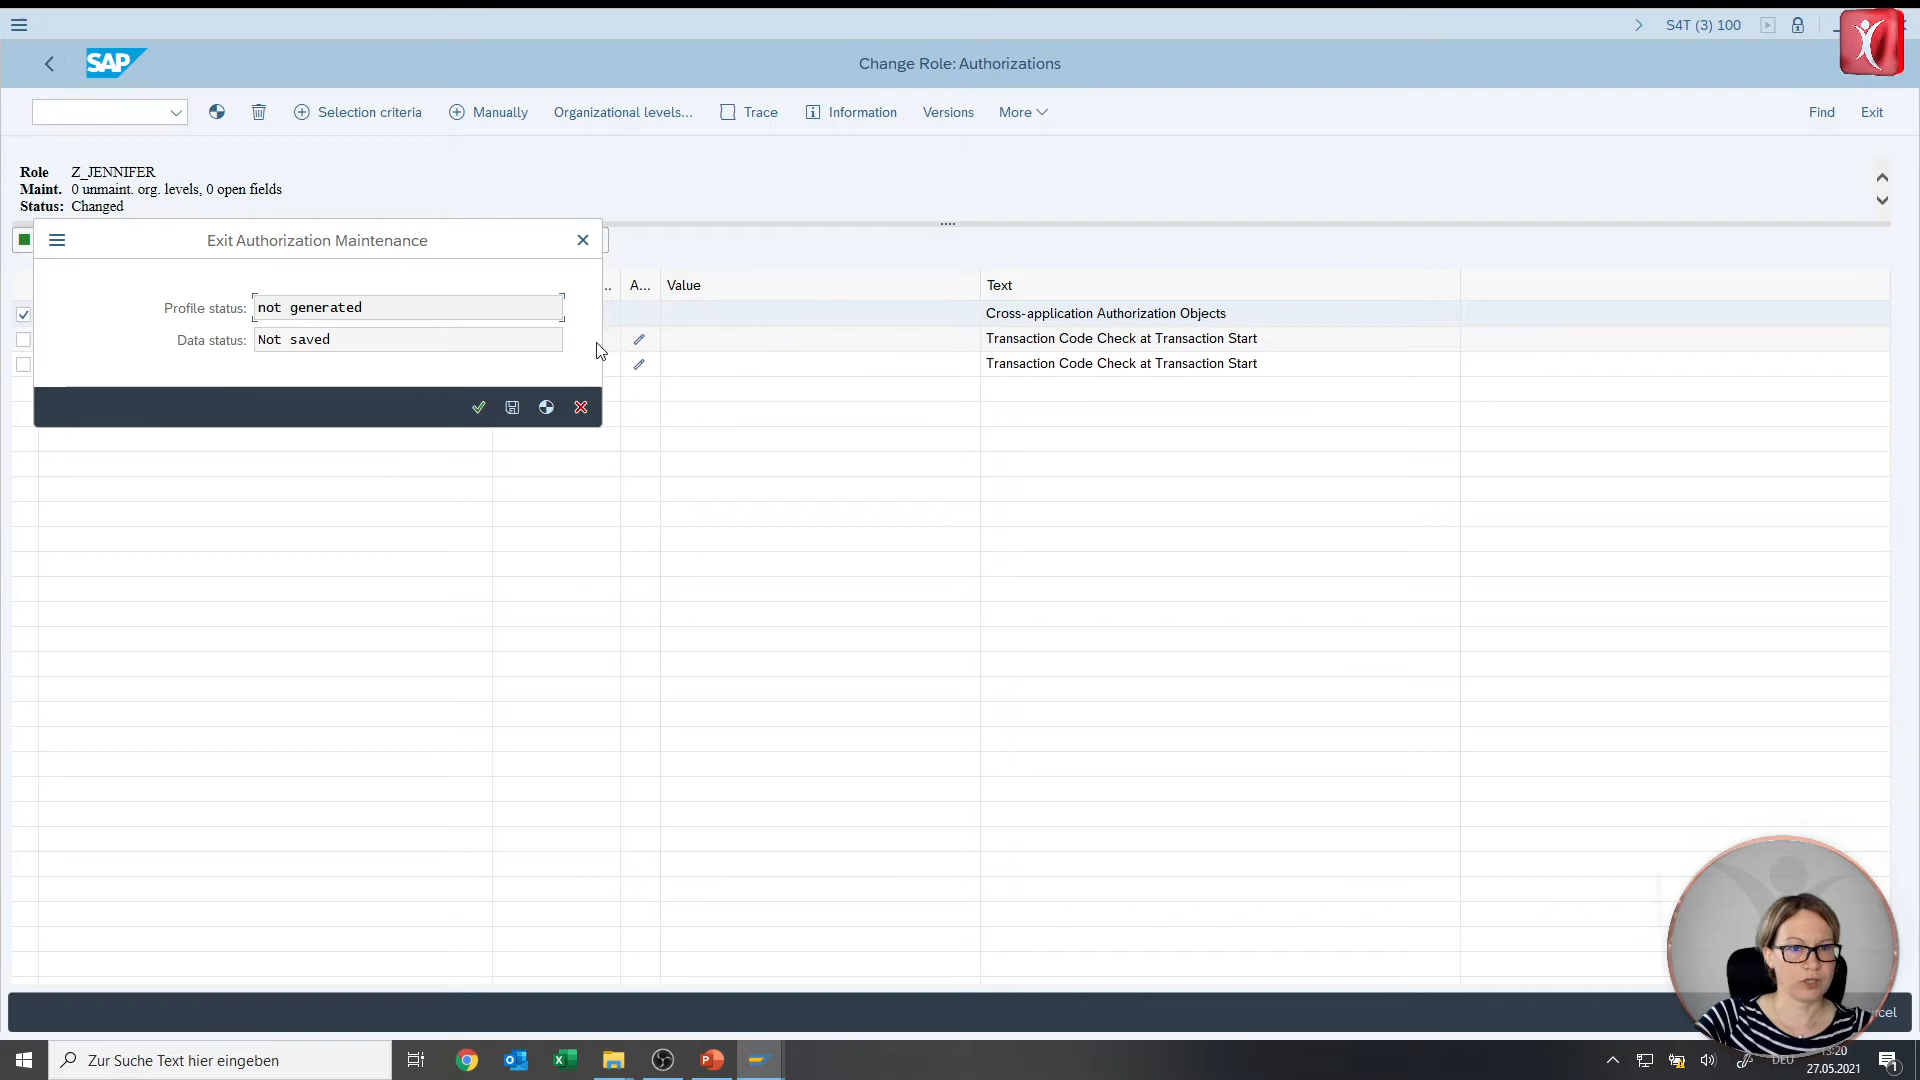 S4T (3) 100
SAP
Change Role: Authorizations
Selection criteria
Manually
Organizational levels...
Trace
Information
Versions
More
Find
Exit
Role Z_JENNIFER
Maint. 0 unmaint. org. levels, 0 open fields
Status: Changed
Exit Authorization Maintenance
Profile status: not generated
Data status: Not saved
.. A... Value Text
Cross-application Authorization Objects
Transaction Code Check at Transaction Start
Transaction Code Check at Transaction Start
Zur Suche Text hier eingeben
DEU
27.05.2021
1